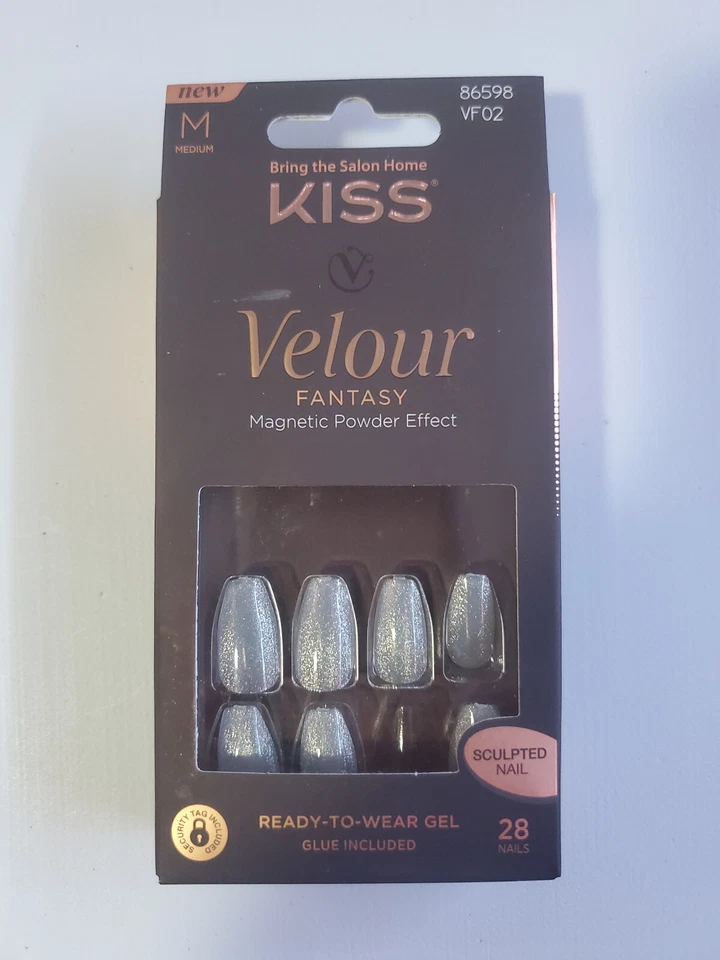 new
M
MEDIUM
86598
VF02
Bring the Salon Home
KISS®
V
Velour
FANTASY
Magnetic Powder Effect
SCULPTED
NAIL
SECURITY TAG INCLUDED
READY-TO-WEAR GEL
GLUE INCLUDED
28
NAILS